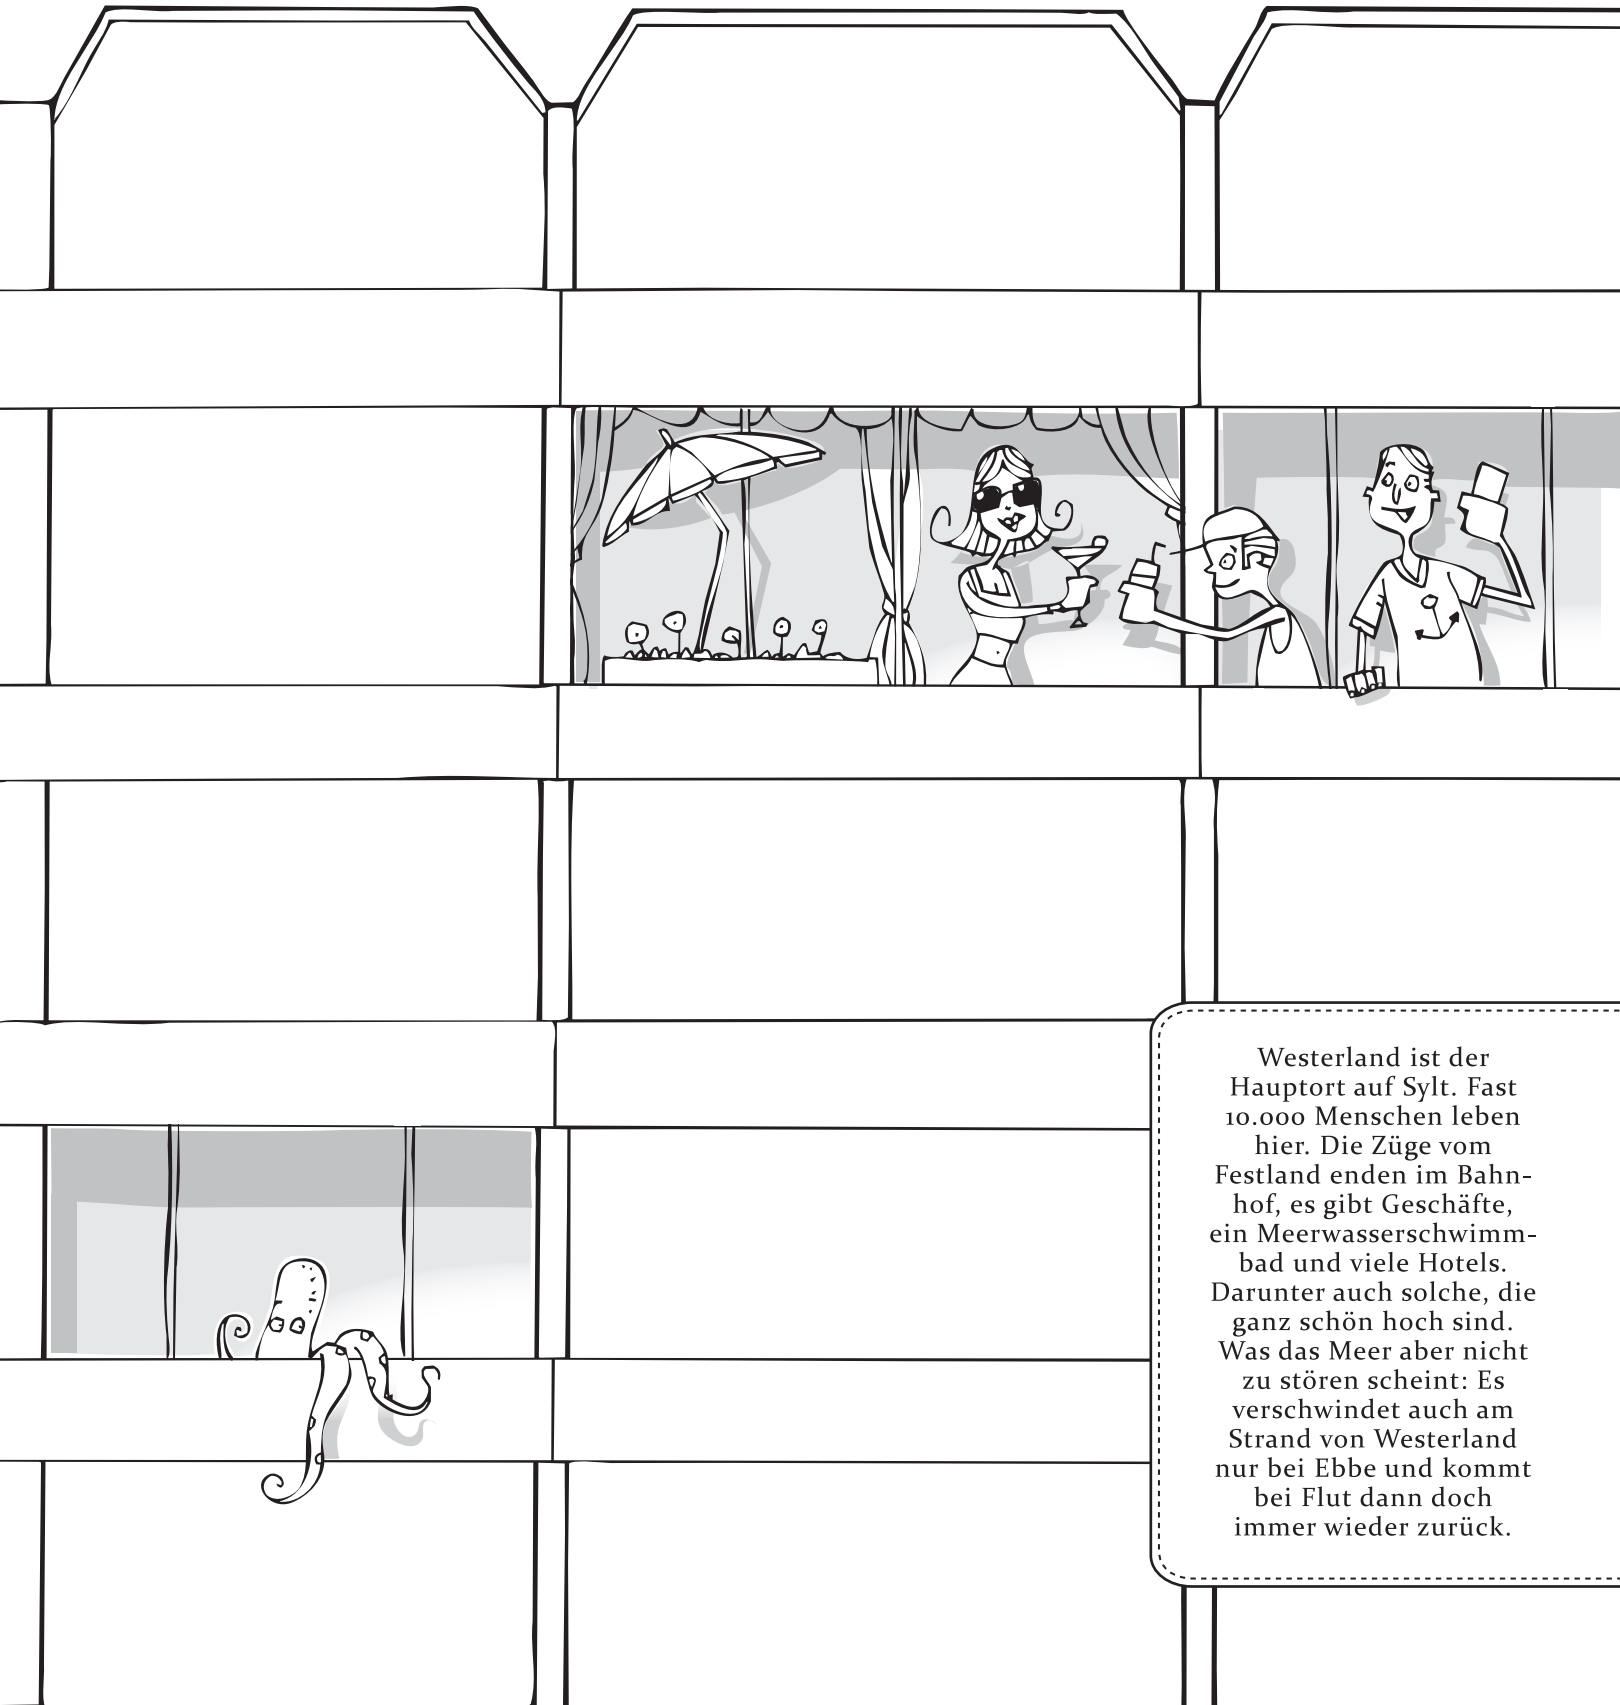 Westerland ist der
Hauptort auf Sylt. Fast
10.000 Menschen leben
hier. Die Züge vom
Festland enden im Bahn-
hof, es gibt Geschäfte,
ein Meerwasserschwimm-
bad und viele Hotels.
Darunter auch solche, die
ganz schön hoch sind.
Was das Meer aber nicht
zu stören scheint: Es
verschwindet auch am
Strand von Westerland
nur bei Ebbe und kommt
bei Flut dann doch
immer wieder zurück.